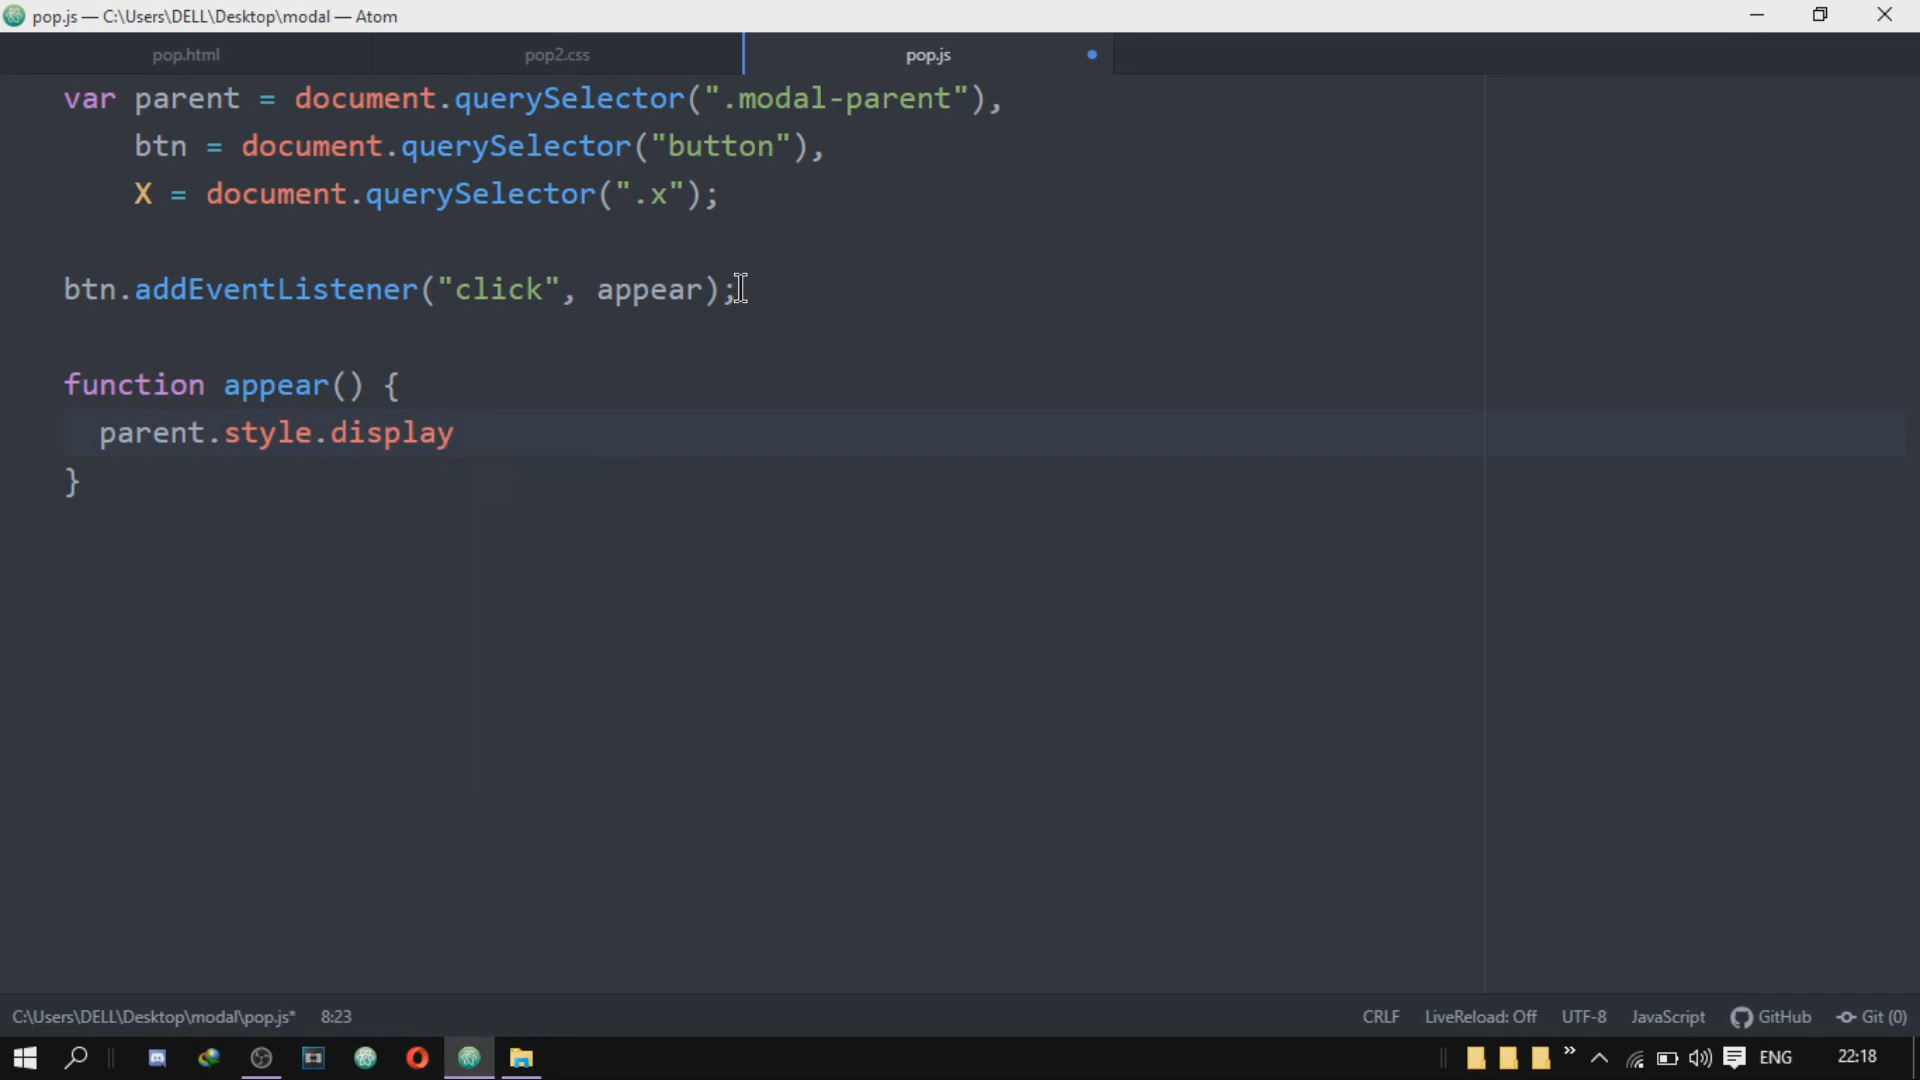 pop.js — C:\Users\DELL\Desktop\modal — Atom
pop.html pop2.css pop.js
var parent = document.querySelector(".modal-parent"),
btn = document.querySelector("button"),
X = document.querySelector(".x");
btn.addEventListener("click", appear);
function appear() {
parent.style.display
}
C:\Users\DELL\Desktop\modal\pop.js* 8:23 CRLF LiveReload: Off UTF-8 JavaScript GitHub Git (0)
ENG 22:18